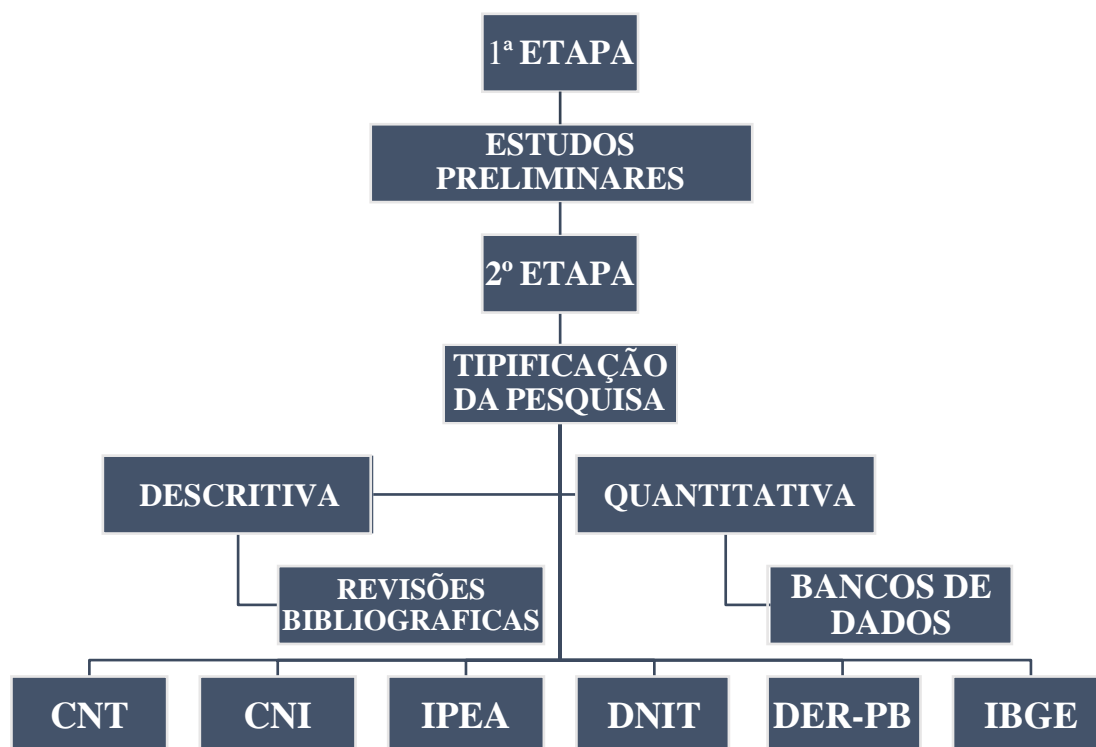 1ª ETAPA
ESTUDOS
PRELIMINARES
2º ETAPA
TIPIFICAÇÃO
DA PESQUISA
DESCRITIVA
QUANTITATIVA
REVISÕES
BIBLIOGRAFICAS
BANCOS DE
DADOS
CNT
CNI
IPEA
DNIT
DER-PB
IBGE